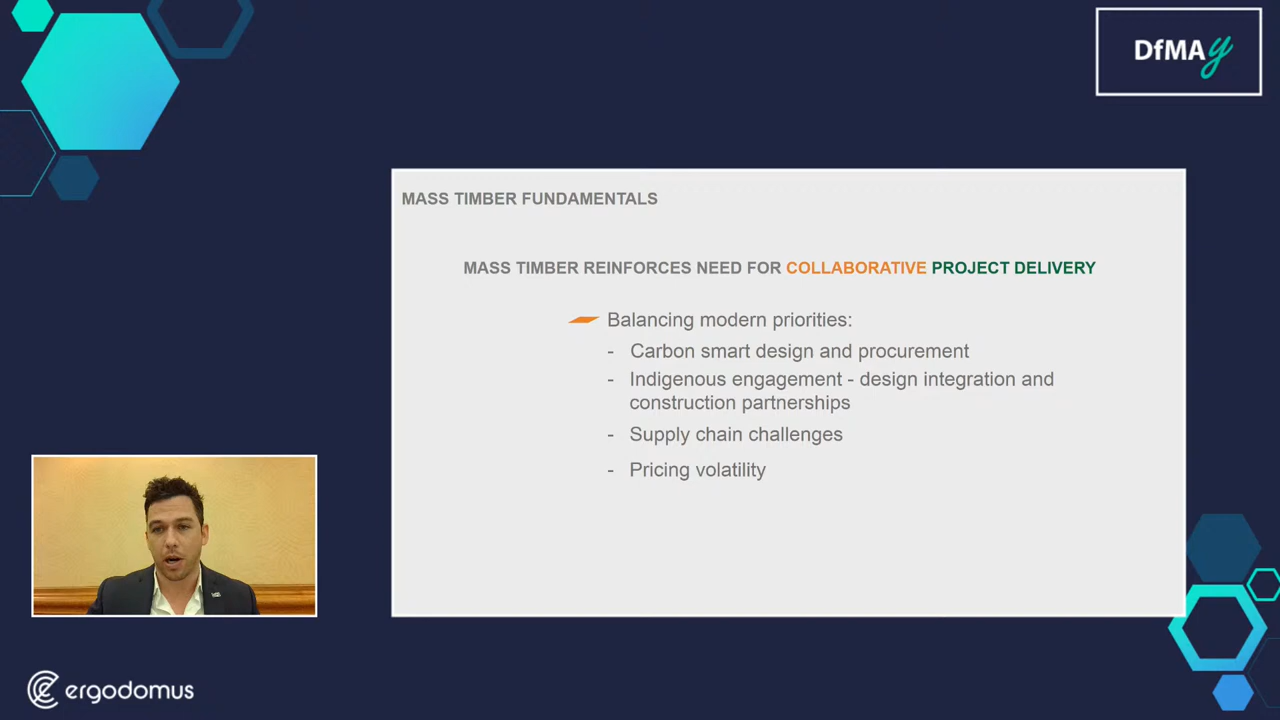 DfMAy
MASS TIMBER FUNDAMENTALS
MASS TIMBER REINFORCES NEED FOR COLLABORATIVE PROJECT DELIVERY
Balancing modern priorities:
- Carbon smart design and procurement
- Indigenous engagement - design integration and
construction partnerships
- Supply chain challenges
- Pricing volatility
ergodomus